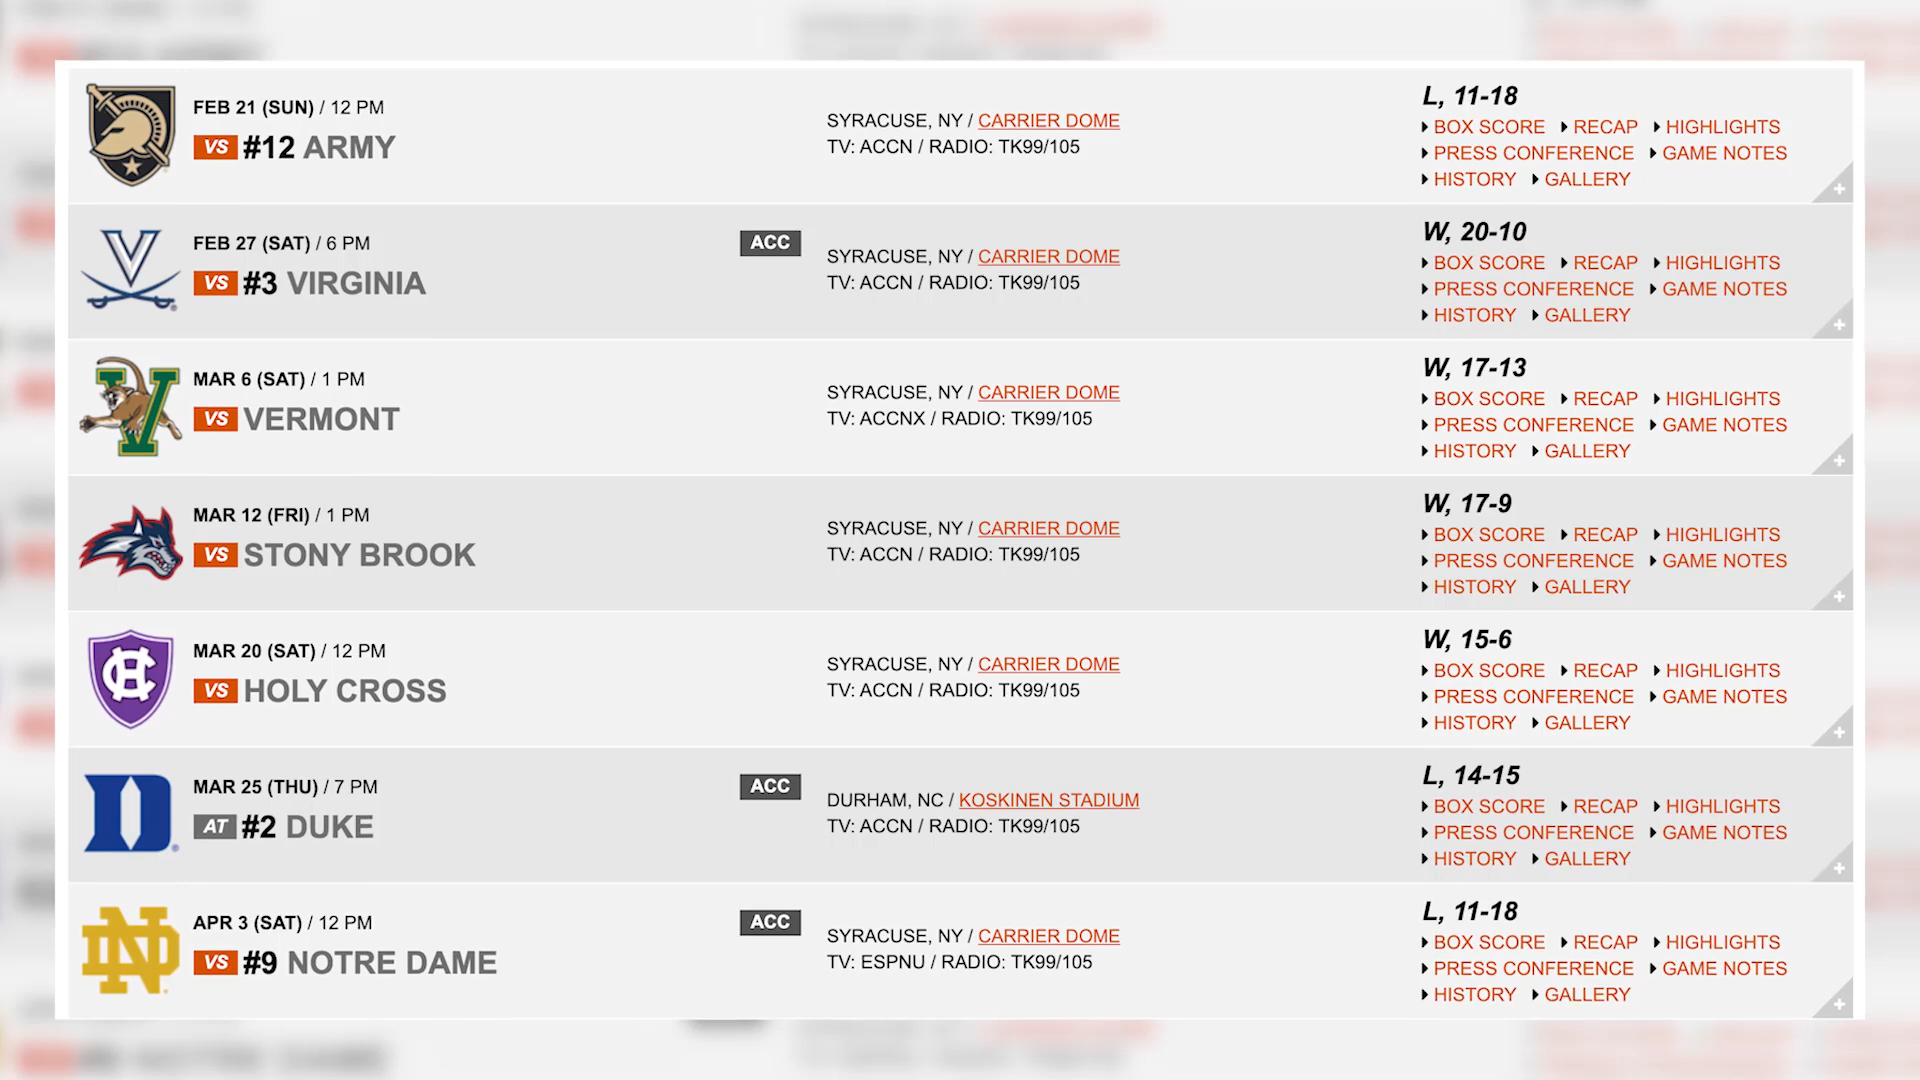 FEB 21 (SUN) / 12 PM
VS #12 ARMY
SYRACUSE, NY / CARRIER DOME
TV: ACCN / RADIO: TK99/105
L, 11-18
BOX SCORE RECAP HIGHLIGHTS
PRESS CONFERENCE GAME NOTES
HISTORY GALLERY
FEB 27 (SAT) / 6 PM
VS #3 VIRGINIA
ACC
SYRACUSE, NY / CARRIER DOME
TV: ACCN / RADIO: TK99/105
W, 20-10
BOX SCORE RECAP HIGHLIGHTS
PRESS CONFERENCE GAME NOTES
HISTORY GALLERY
MAR 6 (SAT) / 1 PM
VS VERMONT
SYRACUSE, NY / CARRIER DOME
TV: ACCNX / RADIO: TK99/105
W, 17-13
BOX SCORE RECAP HIGHLIGHTS
PRESS CONFERENCE GAME NOTES
HISTORY GALLERY
MAR 12 (FRI) / 1 PM
VS STONY BROOK
SYRACUSE, NY / CARRIER DOME
TV: ACCN / RADIO: TK99/105
W, 17-9
BOX SCORE RECAP HIGHLIGHTS
PRESS CONFERENCE GAME NOTES
HISTORY GALLERY
MAR 20 (SAT) / 12 PM
VS HOLY CROSS
SYRACUSE, NY / CARRIER DOME
TV: ACCN / RADIO: TK99/105
W, 15-6
BOX SCORE RECAP HIGHLIGHTS
PRESS CONFERENCE GAME NOTES
HISTORY GALLERY
MAR 25 (THU) / 7 PM
AT #2 DUKE
ACC
DURHAM, NC / KOSKINEN STADIUM
TV: ACCN / RADIO: TK99/105
L, 14-15
BOX SCORE RECAP HIGHLIGHTS
PRESS CONFERENCE GAME NOTES
HISTORY GALLERY
APR 3 (SAT) / 12 PM
VS #9 NOTRE DAME
ACC
SYRACUSE, NY / CARRIER DOME
TV: ESPNU / RADIO: TK99/105
L, 11-18
BOX SCORE RECAP HIGHLIGHTS
PRESS CONFERENCE GAME NOTES
HISTORY GALLERY